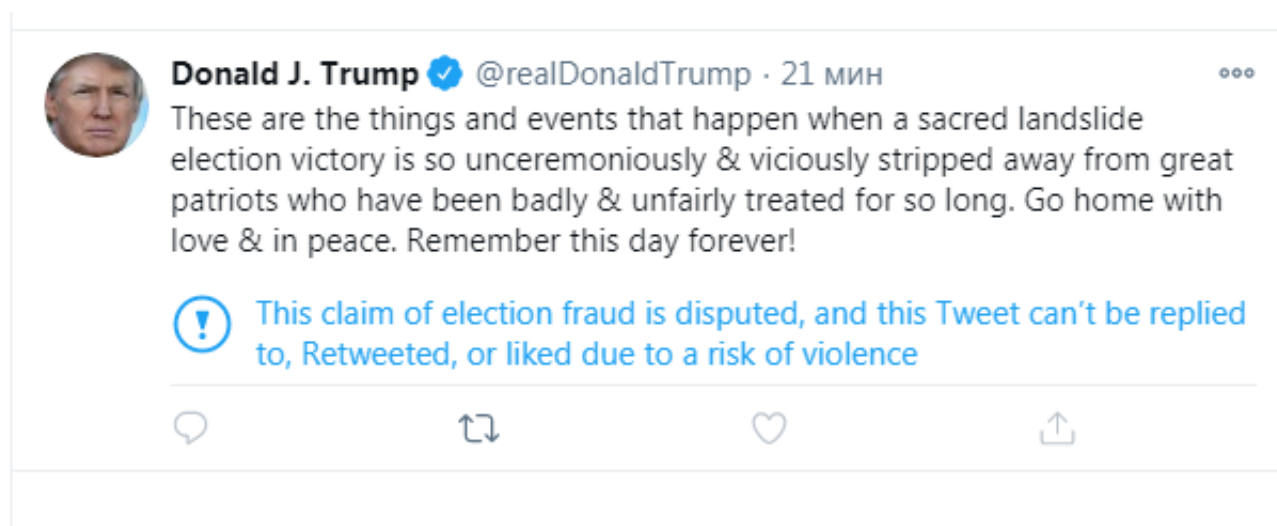 Donald J. Trump @realDonaldTrump · 21 мин
These are the things and events that happen when a sacred landslide
election victory is so unceremoniously & viciously stripped away from great
patriots who have been badly & unfairly treated for so long. Go home with
love & in peace. Remember this day forever!
This claim of election fraud is disputed, and this Tweet can't be replied
to, Retweeted, or liked due to a risk of violence